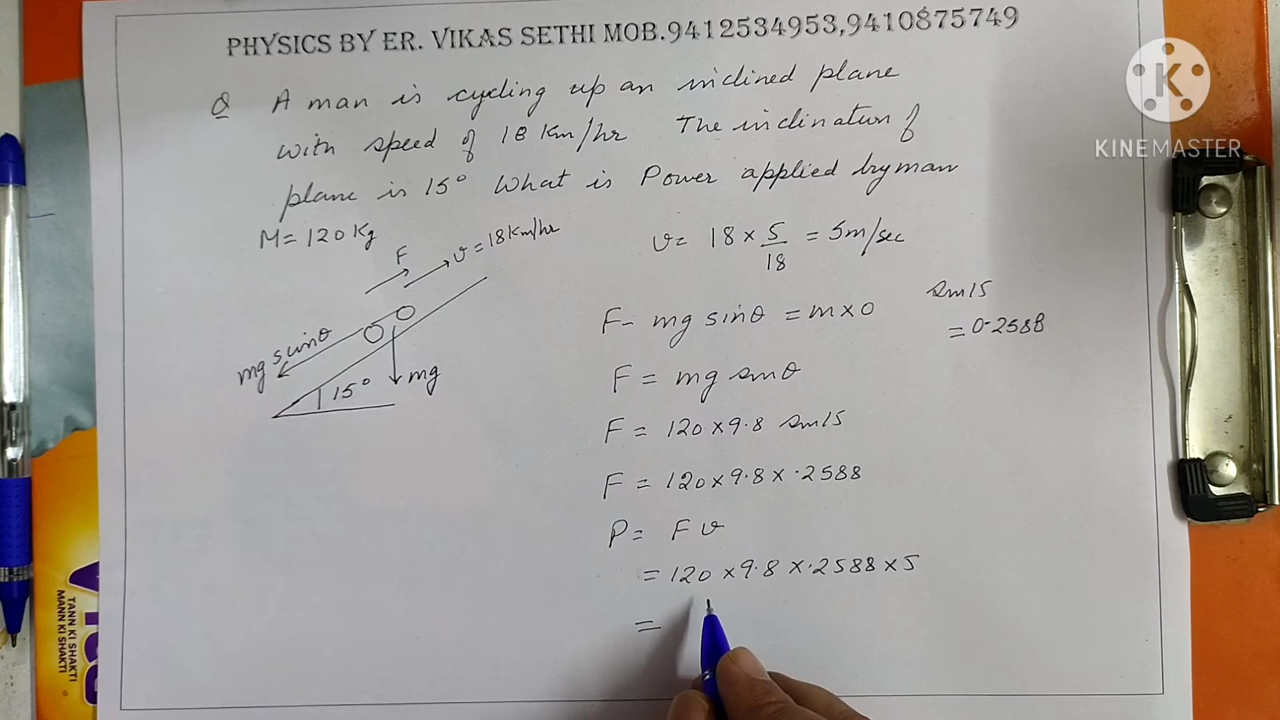 PHYSICS BY ER. VIKAS SETHI MOB.9412534953,9410875749
KINEMASTER
Q A man is cycling up an inclined plane
with speed of 18 Km/hr The inclination of
plane is 15° What is Power applied by man
M = 120 Kg
F
v = 18 Km/hr
mg sinθ
15°
mg
v = 18 × 5/18 = 5m/sec
F - mg sinθ = m × 0
sin15
= 0.2588
F = mg sinθ
F = 120 × 9.8 sin15
F = 120 × 9.8 × .2588
P = F v
= 120 × 9.8 × .2588 × 5
=
TANN KI SHAKTI
MANN KI SHAKTI